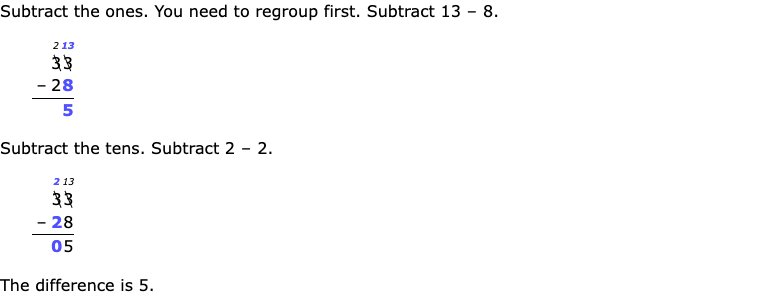 Subtract the ones. You need to regroup first. Subtract 13 – 8.
2 13
33
– 28
5
Subtract the tens. Subtract 2 – 2.
2 13
33
– 28
05
The difference is 5.